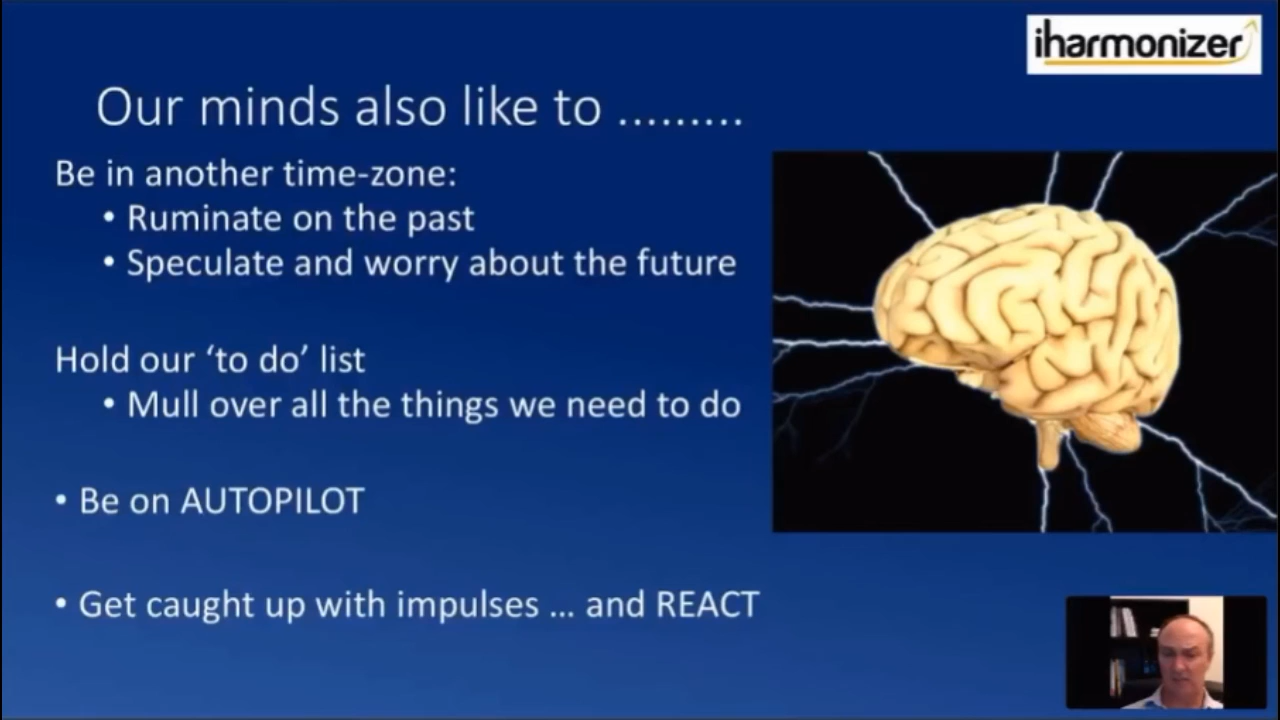 iharmonizer
Our minds also like to .........
Be in another time-zone:
• Ruminate on the past
• Speculate and worry about the future
Hold our ‘to do’ list
• Mull over all the things we need to do
• Be on AUTOPILOT
• Get caught up with impulses ... and REACT